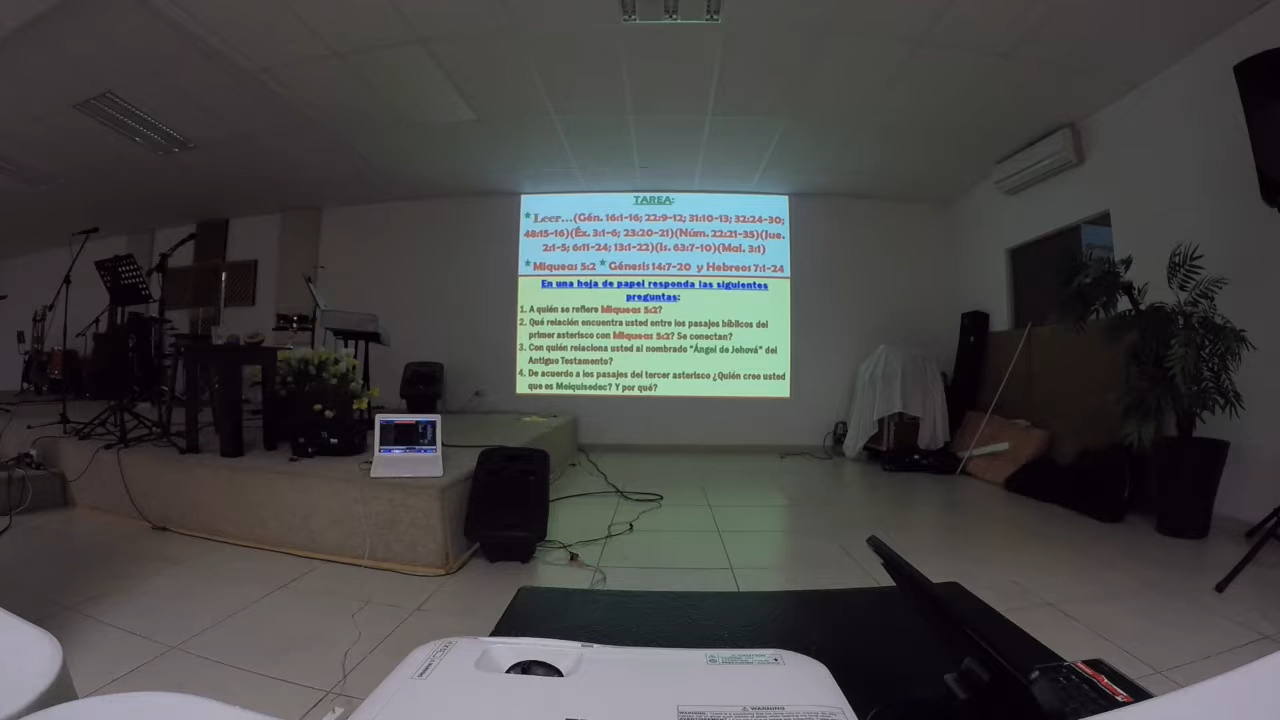 TAREA:
* Leer...(Gén. 16:1-16; 22:9-12; 31:10-13; 32:24-30;
48:15-16)(Éx. 3:1-6; 23:20-21)(Núm. 22:21-35)(Jue.
2:1-5; 6:11-24; 13:1-22)(Is. 63:7-10)(Mal. 3:1)
* Miqueas 5:2 * Génesis 14:7-20 y Hebreos 7:1-24
En una hoja de papel responda las siguientes
preguntas:
1. A quién se refiere Miqueas 5:2?
2. Qué relación encuentra usted entre los pasajes bíblicos del
primer asterisco con Miqueas 5:2? Se conectan?
3. Con quién relaciona usted al nombrado "Ángel de Jehová" del
Antiguo Testamento?
4. De acuerdo a los pasajes del tercer asterisco ¿Quién cree usted
que es Melquisedec? Y por qué?
WARNING